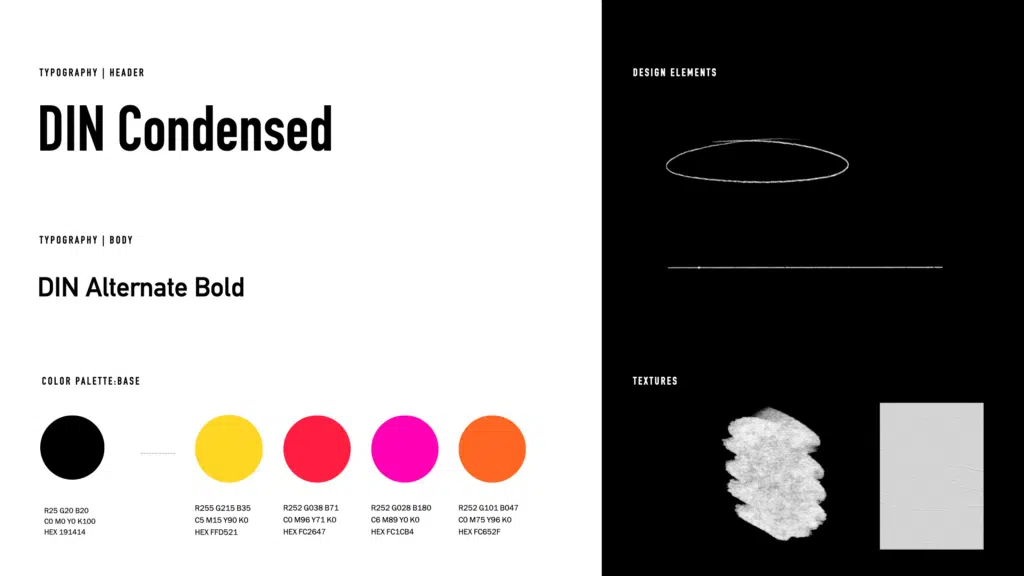 TYPOGRAPHY | HEADER
DIN Condensed
TYPOGRAPHY | BODY
DIN Alternate Bold
COLOR PALETTE:BASE
R25 G20 B20
C0 M0 Y0 K100
HEX 191414
R255 G215 B35
C5 M15 Y90 K0
HEX FFD521
R252 G038 B71
C0 M96 Y71 K0
HEX FC2647
R252 G028 B180
C6 M89 Y0 K0
HEX FC1CB4
R252 G101 B047
C0 M75 Y96 K0
HEX FC652F
DESIGN ELEMENTS
TEXTURES